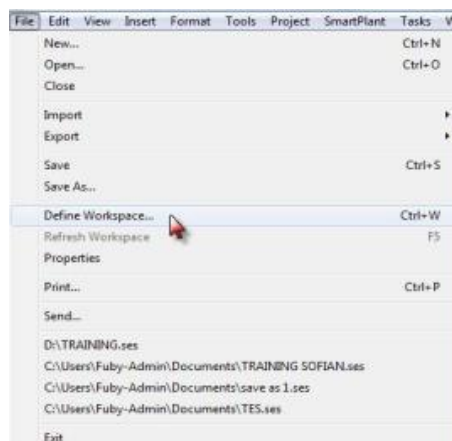 File Edit View Insert Format Tools Project SmartPlant Tasks
New... Ctrl+N
Open... Ctrl+O
Close
Import
Export
Save Ctrl+S
Save As...
Define Workspace... Ctrl+W
Refresh Workspace F5
Properties
Print... Ctrl+P
Send...
D:\TRAINING.ses
C:\Users\Fuby-Admin\Documents\TRAINING SOFIAN.ses
C:\Users\Fuby-Admin\Documents\save as 1.ses
C:\Users\Fuby-Admin\Documents\TES.ses
Exit